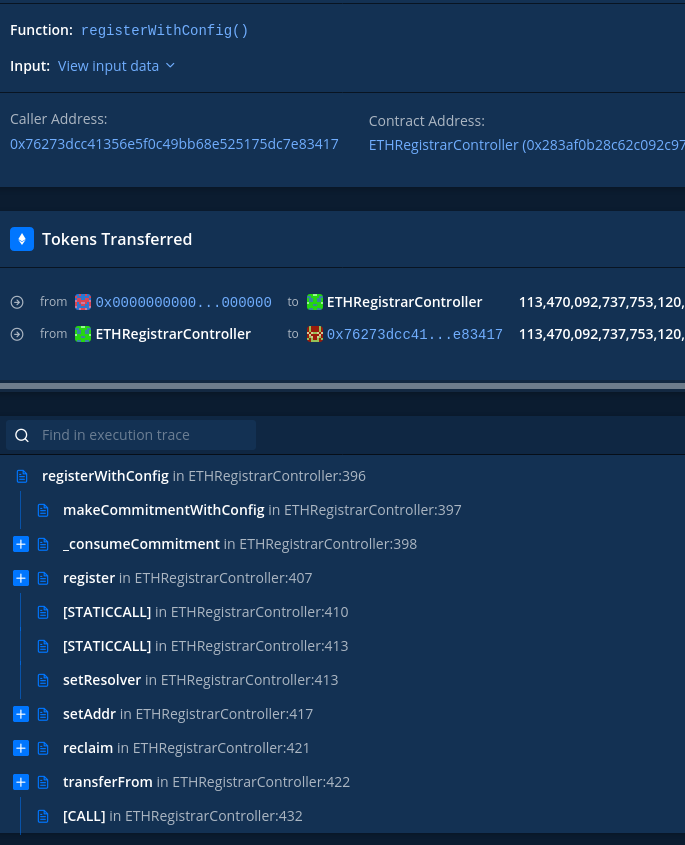 Function: registerWithConfig()
Input: View input data
Caller Address:
0x76273dcc41356e5f0c49bb68e525175dc7e83417
Contract Address:
ETHRegistrarController (0x283af0b28c62c092c97
Tokens Transferred
from 0x0000000000...000000 to ETHRegistrarController 113,470,092,737,753,120,
from ETHRegistrarController to 0x76273dcc41...e83417 113,470,092,737,753,120,
Find in execution trace
registerWithConfig in ETHRegistrarController:396
makeCommitmentWithConfig in ETHRegistrarController:397
_consumeCommitment in ETHRegistrarController:398
register in ETHRegistrarController:407
[STATICCALL] in ETHRegistrarController:410
[STATICCALL] in ETHRegistrarController:413
setResolver in ETHRegistrarController:413
setAddr in ETHRegistrarController:417
reclaim in ETHRegistrarController:421
transferFrom in ETHRegistrarController:422
[CALL] in ETHRegistrarController:432